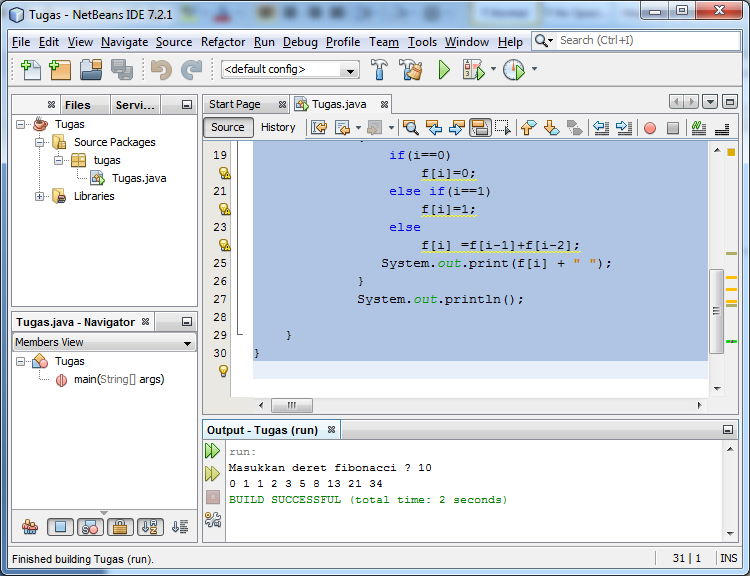 Tugas - NetBeans IDE 7.2.1
File Edit View Navigate Source Refactor Run Debug Profile Team Tools Window Help
Search (Ctrl+I)
<default config>
Files Servi...
Tugas
Source Packages
tugas
Tugas.java
Libraries
Tugas.java - Navigator
Members View
Tugas
main(String[] args)
Start Page Tugas.java
Source History
19 if(i==0)
f[i]=0;
21 else if(i==1)
f[i]=1;
23 else
f[i] =f[i-1]+f[i-2];
25 System.out.print(f[i] + " ");
26 }
27 System.out.println();
28
29 }
30 }
Output - Tugas (run)
run:
Masukkan deret fibonacci ? 10
0 1 1 2 3 5 8 13 21 34
BUILD SUCCESSFUL (total time: 2 seconds)
Finished building Tugas (run).
31 | 1 INS